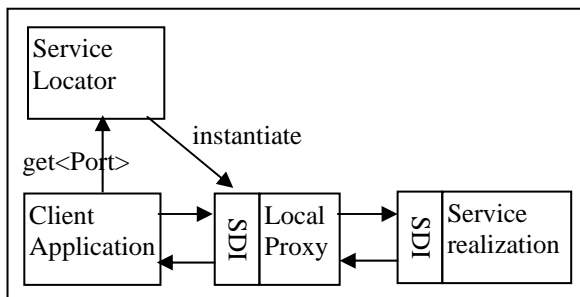 Service
Locator
instantiate
get<Port>
Client
Application
SDI
Local
Proxy
SDI
Service
realization